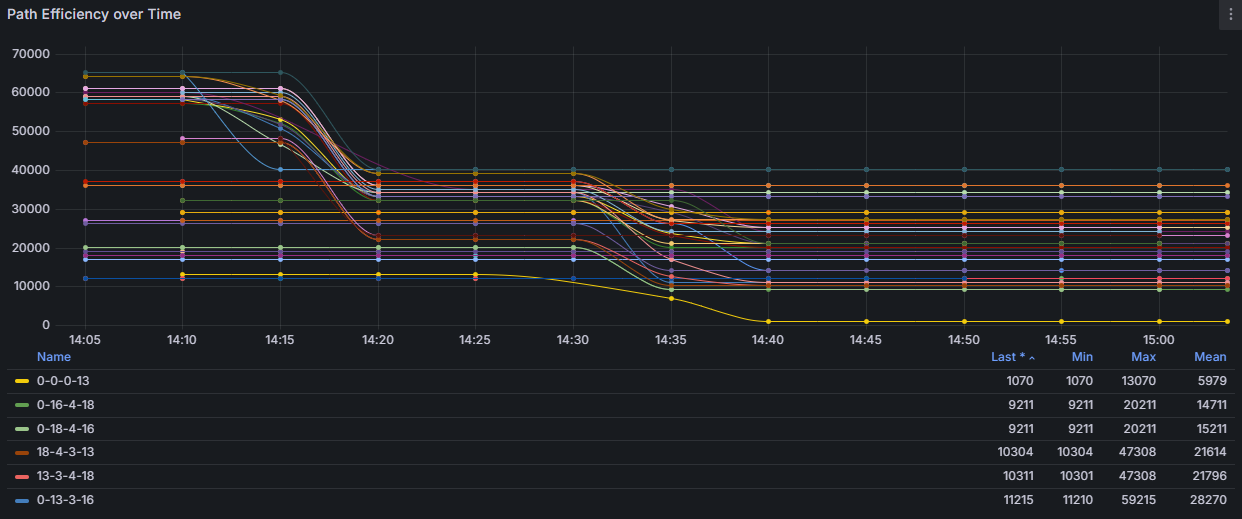 Path Efficiency over Time
70000
60000
50000
40000
30000
20000
10000
0
14:05 14:10 14:15 14:20 14:25 14:30 14:35 14:40 14:45 14:50 14:55 15:00
Name Last * Min Max Mean
0-0-0-13 1070 1070 13070 5979
0-16-4-18 9211 9211 20211 14711
0-18-4-16 9211 9211 20211 15211
18-4-3-13 10304 10304 47308 21614
13-3-4-18 10311 10301 47308 21796
0-13-3-16 11215 11210 59215 28270